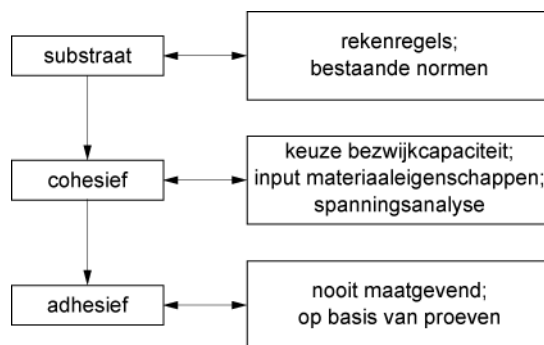 substraat
rekenregels;
bestaande normen
cohesief
keuze bezwijkcapaciteit;
input materiaaleigenschappen;
spanningsanalyse
adhesief
nooit maatgevend;
op basis van proeven